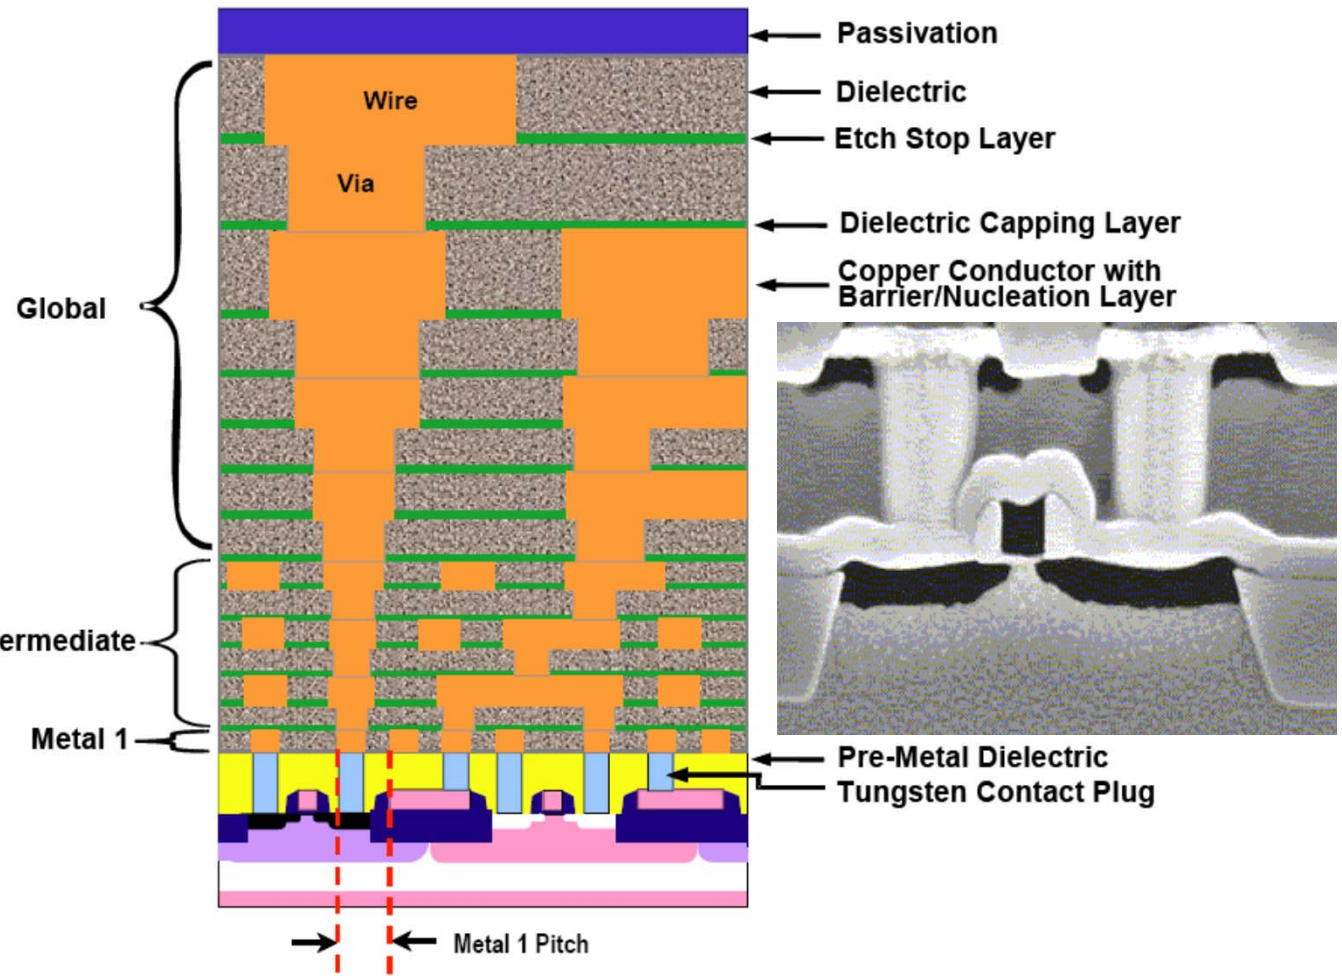 Passivation
Wire
Dielectric
Etch Stop Layer
Via
Dielectric Capping Layer
Copper Conductor with
Barrier/Nucleation Layer
Global
ermediate
Metal 1
Pre-Metal Dielectric
Tungsten Contact Plug
Metal 1 Pitch